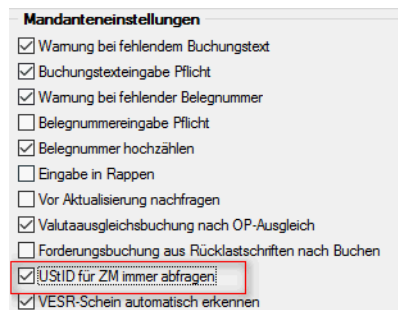 Mandanteneinstellungen
Warnung bei fehlendem Buchungstext
Buchungstexteingabe Pflicht
Warnung bei fehlender Belegnummer
Belegnummereingabe Pflicht
Belegnummer hochzählen
Eingabe in Rappen
Vor Aktualisierung nachfragen
Valutaausgleichsbuchung nach OP-Ausgleich
Forderungsbuchung aus Rücklastschriften nach Buchen
UStID für ZM immer abfragen
VESR-Schein automatisch erkennen